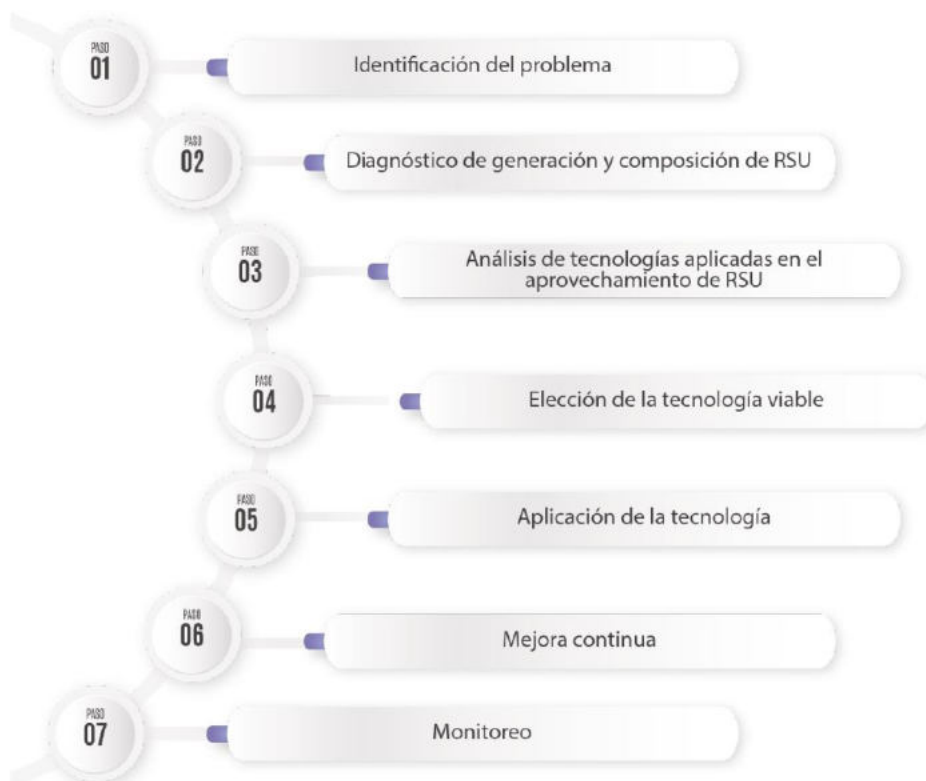 PASO
01
Identificación del problema
PASO
02
Diagnóstico de generación y composición de RSU
PASO
03
Análisis de tecnologías aplicadas en el
aprovechamiento de RSU
PASO
04
Elección de la tecnología viable
PASO
05
Aplicación de la tecnología
PASO
06
Mejora continua
PASO
07
Monitoreo